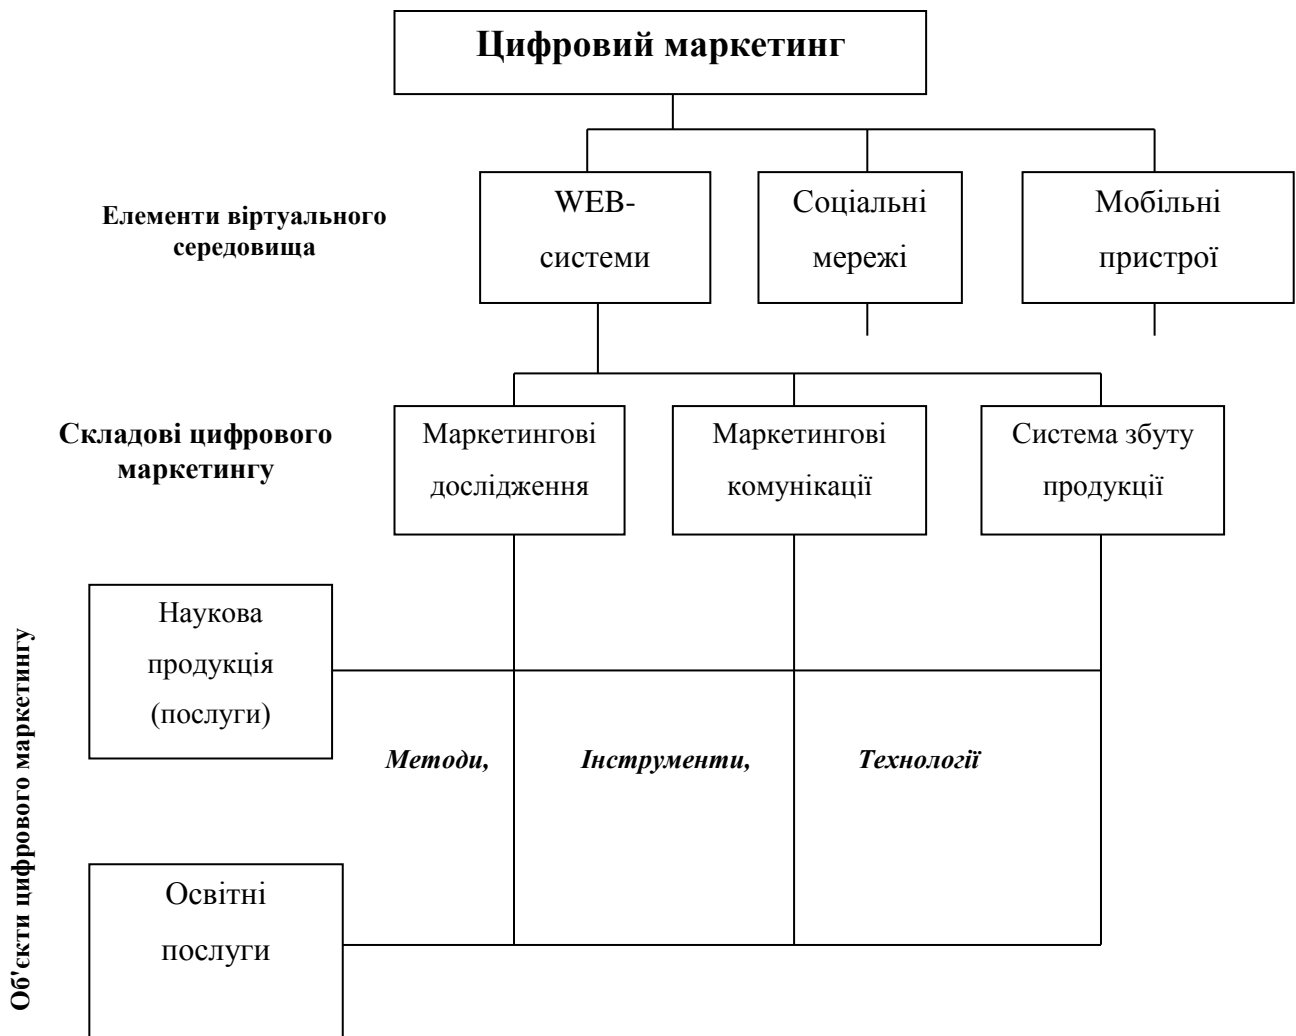 Цифровий маркетинг
Елементи віртуального
середовища
WEB-
системи
Соціальні
мережі
Мобільні
пристрої
Складові цифрового
маркетингу
Маркетингові
дослідження
Маркетингові
комунікації
Система збуту
продукції
Об'єкти цифрового маркетингу
Наукова
продукція
(послуги)
Методи,
Інструменти,
Технології
Освітні
послуги